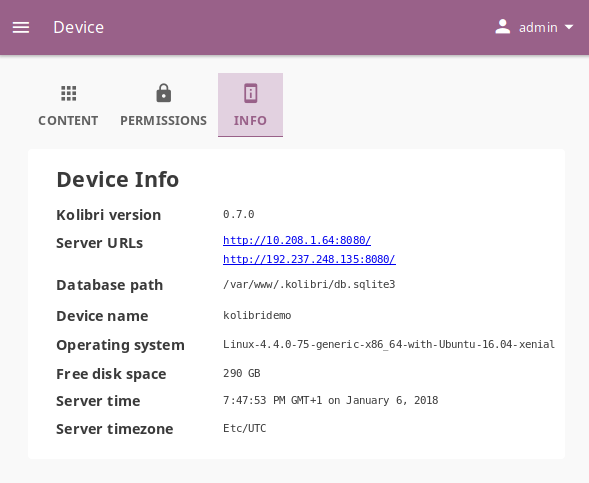 Device
admin
CONTENT
PERMISSIONS
INFO
Device Info
Kolibri version 0.7.0
Server URLs http://10.208.1.64:8080/
http://192.237.248.135:8080/
Database path /var/www/.kolibri/db.sqlite3
Device name kolibridemo
Operating system Linux-4.4.0-75-generic-x86_64-with-Ubuntu-16.04-xenial
Free disk space 290 GB
Server time 7:47:53 PM GMT+1 on January 6, 2018
Server timezone Etc/UTC